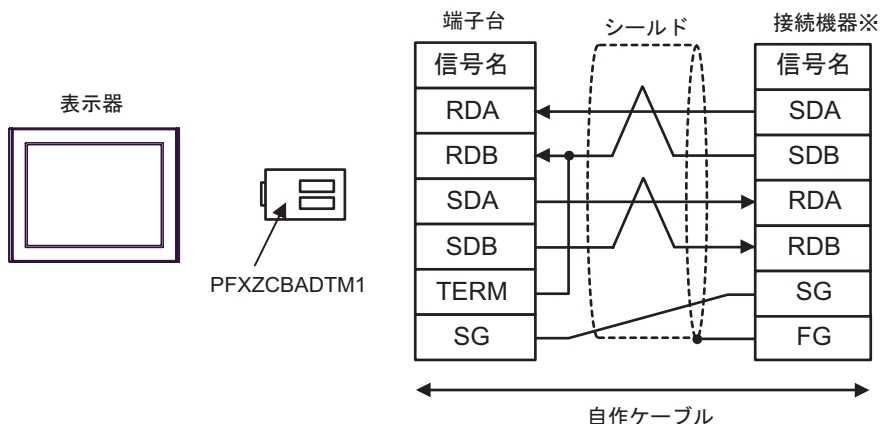 表示器
PFXZCBADTM1
端子台
信号名
RDA
RDB
SDA
SDB
TERM
SG
シールド
接続機器※
信号名
SDA
SDB
RDA
RDB
SG
FG
自作ケーブル